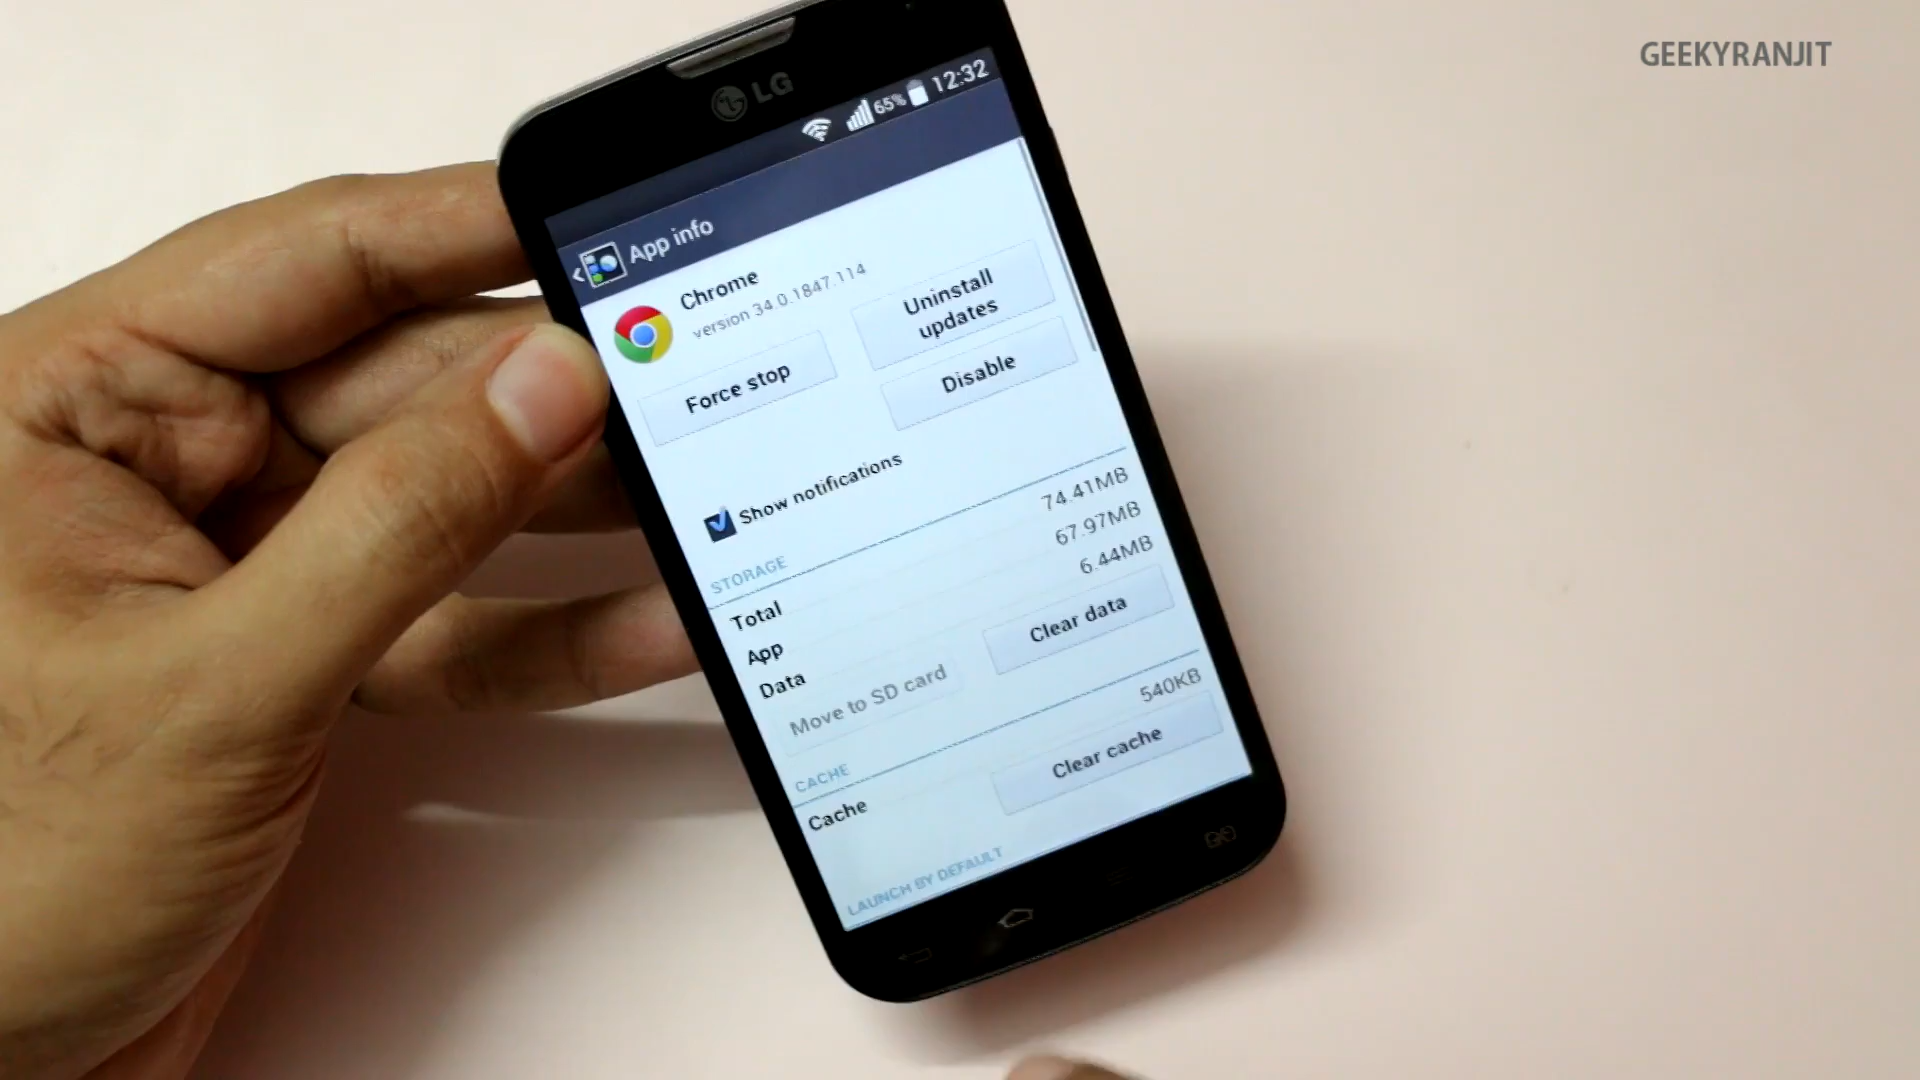 GEEKYRANJIT
LG
65% 12:32
App info
Chrome
version 34.0.1847.114
Force stop
Uninstall
updates
Disable
Show notifications
STORAGE
Total 74.41MB
App 67.97MB
Data 6.44MB
Move to SD card
Clear data
CACHE
Cache 540KB
Clear cache
LAUNCH BY DEFAULT